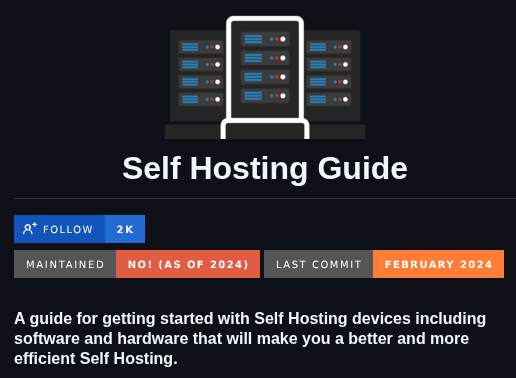 Self Hosting Guide
FOLLOW 2K
MAINTAINED NO! (AS OF 2024) LAST COMMIT FEBRUARY 2024
A guide for getting started with Self Hosting devices including
software and hardware that will make you a better and more
efficient Self Hosting.